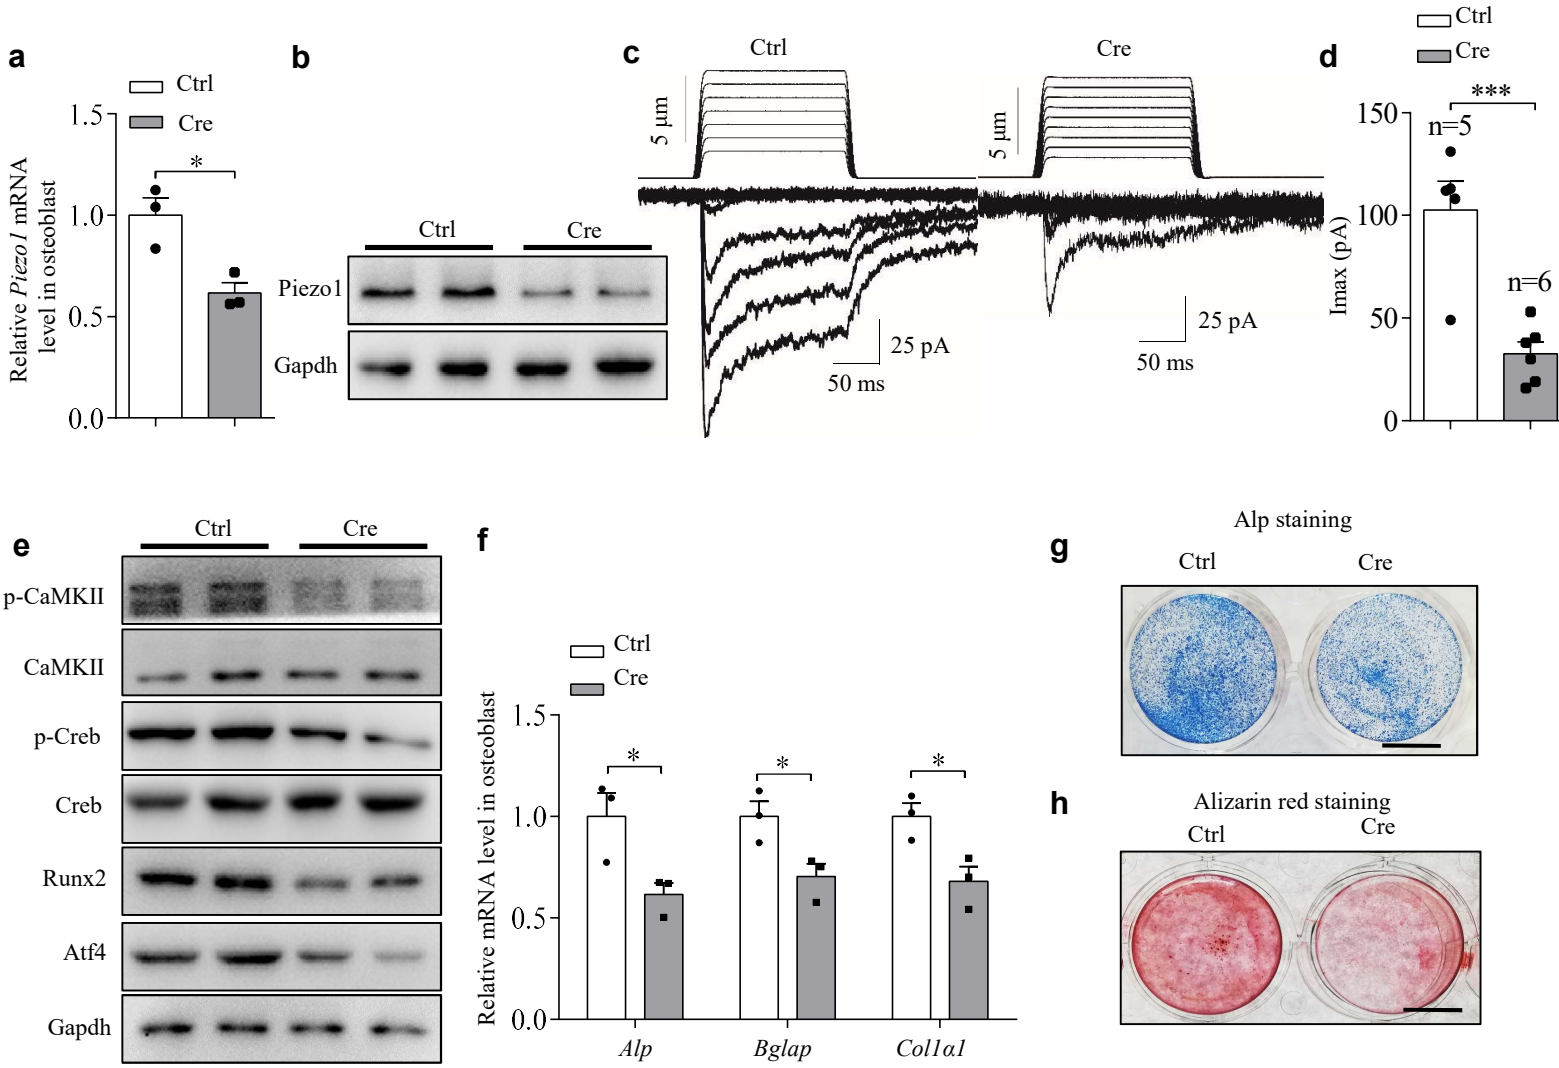 a
Ctrl
Cre
Relative Piezo1 mRNA
level in osteoblast
1.5
1.0
0.5
0.0
*
b
Ctrl
Cre
Piezo1
Gapdh
c
Ctrl
Cre
5 μm
5 μm
25 pA
50 ms
25 pA
50 ms
d
Ctrl
Cre
***
n=5
n=6
Imax (pA)
150
100
50
0
e
Ctrl
Cre
p-CaMKII
CaMKII
p-Creb
Creb
Runx2
Atf4
Gapdh
f
Ctrl
Cre
Relative mRNA level in osteoblast
1.5
1.0
0.5
0.0
*
*
*
Alp
Bglap
Col1α1
g
Alp staining
Ctrl
Cre
h
Alizarin red staining
Ctrl
Cre